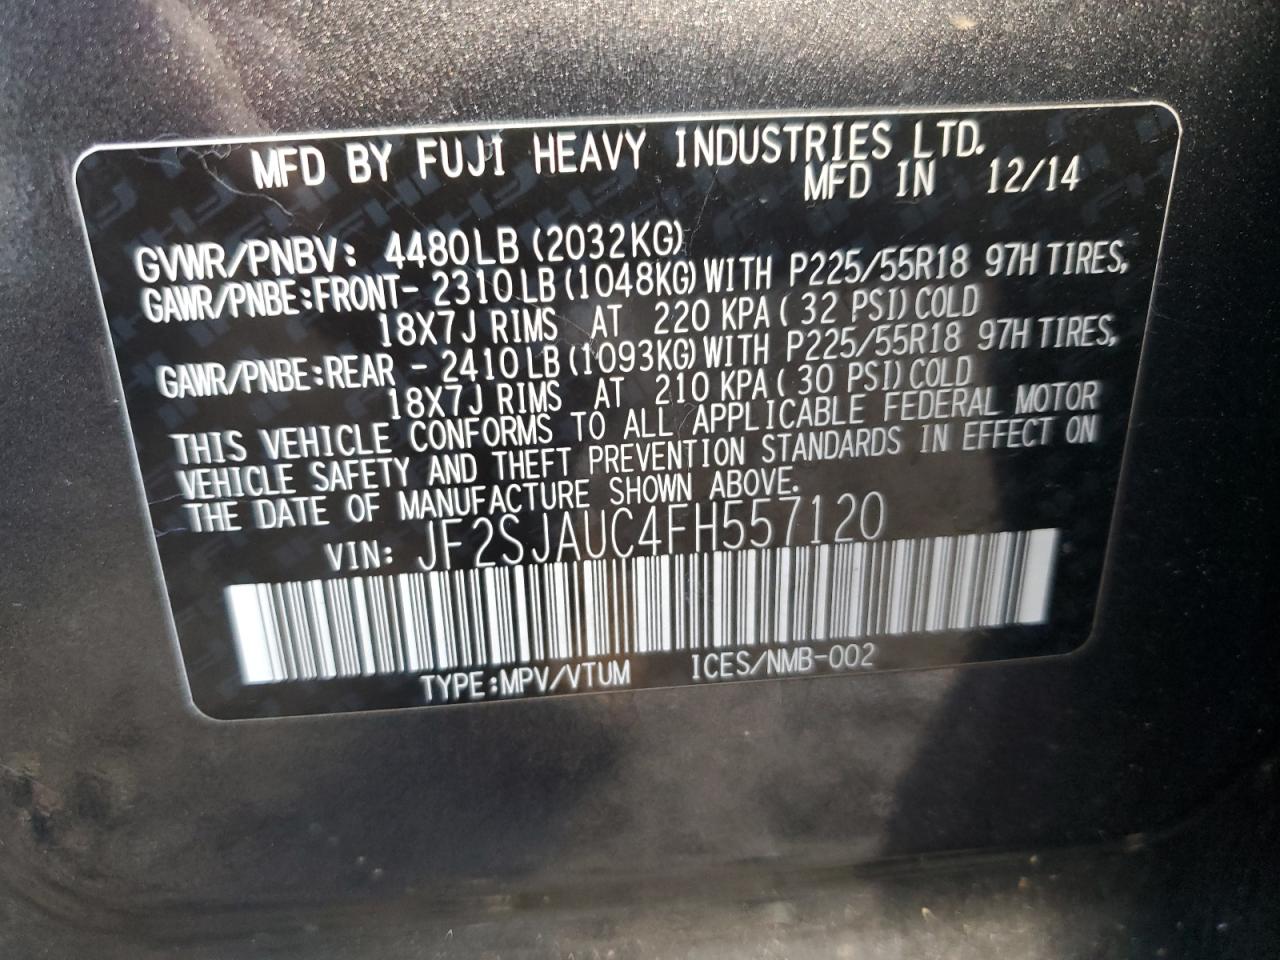 MFD BY FUJI HEAVY INDUSTRIES LTD.
MFD IN 12/14
GVWR/PNBV: 4480LB (2032KG)
GAWR/PNBE:FRONT- 2310LB (1048KG) WITH P225/55R18 97H TIRES,
18X7J RIMS AT 220 KPA ( 32 PSI) COLD
GAWR/PNBE:REAR - 2410LB (1093KG) WITH P225/55R18 97H TIRES,
18X7J RIMS AT 210 KPA ( 30 PSI) COLD
THIS VEHICLE CONFORMS TO ALL APPLICABLE FEDERAL MOTOR
VEHICLE SAFETY AND THEFT PREVENTION STANDARDS IN EFFECT ON
THE DATE OF MANUFACTURE SHOWN ABOVE.
VIN: JF2SJAUC4FH557120
TYPE:MPV/VTUM ICES/NMB-002